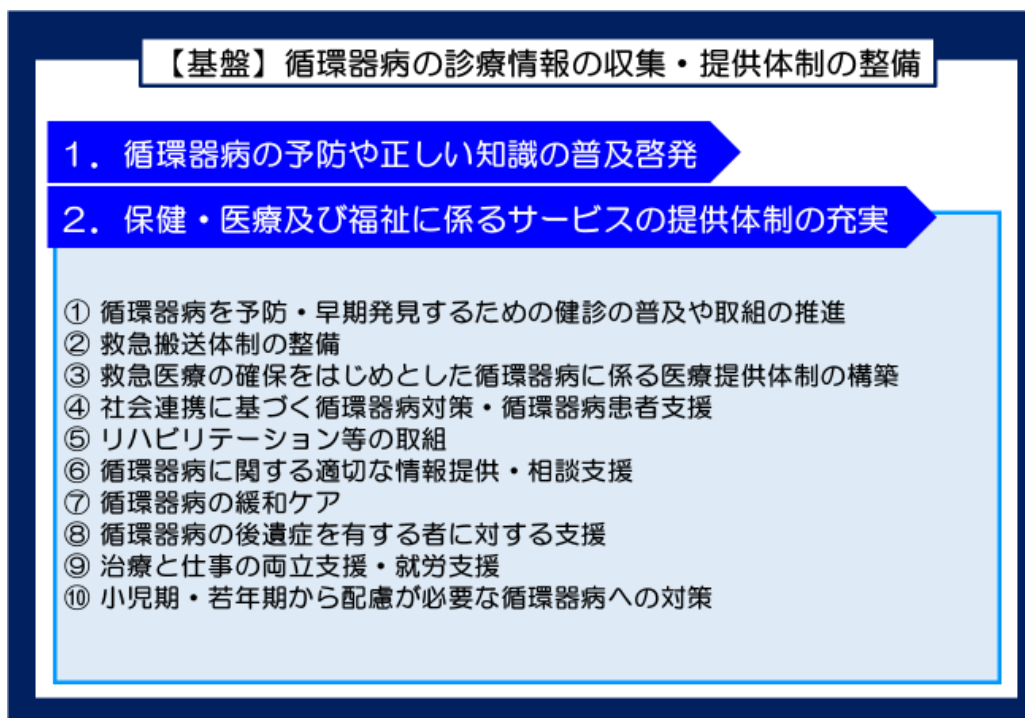 【基盤】循環器病の診療情報の収集・提供体制の整備
１．循環器病の予防や正しい知識の普及啓発
２．保健・医療及び福祉に係るサービスの提供体制の充実
① 循環器病を予防・早期発見するための健診の普及や取組の推進
② 救急搬送体制の整備
③ 救急医療の確保をはじめとした循環器病に係る医療提供体制の構築
④ 社会連携に基づく循環器病対策・循環器病患者支援
⑤ リハビリテーション等の取組
⑥ 循環器病に関する適切な情報提供・相談支援
⑦ 循環器病の緩和ケア
⑧ 循環器病の後遺症を有する者に対する支援
⑨ 治療と仕事の両立支援・就労支援
⑩ 小児期・若年期から配慮が必要な循環器病への対策